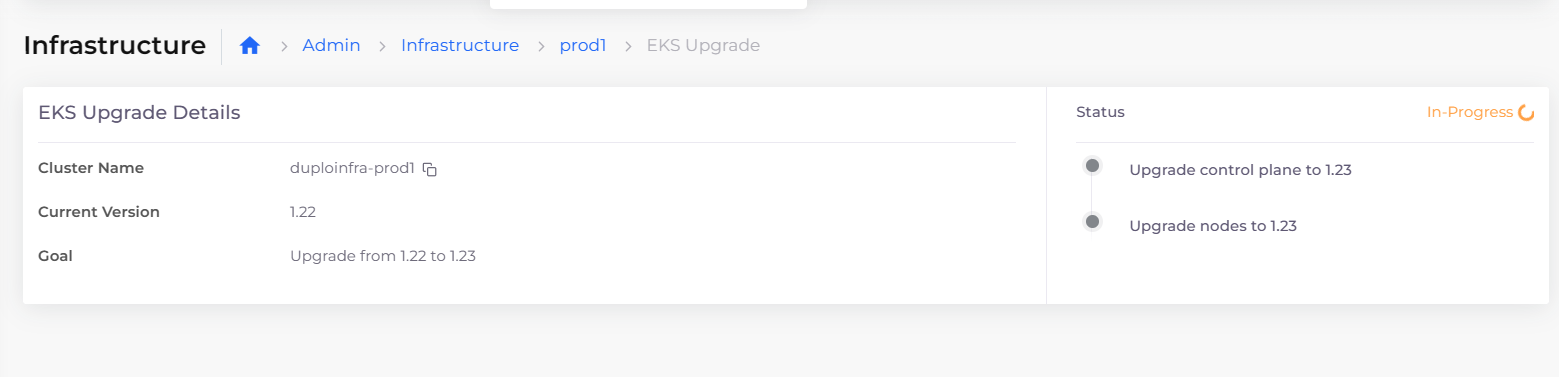 Infrastructure Admin Infrastructure prod1 EKS Upgrade
EKS Upgrade Details
Cluster Name duploinfra-prod1
Current Version 1.22
Goal Upgrade from 1.22 to 1.23
Status In-Progress
Upgrade control plane to 1.23
Upgrade nodes to 1.23